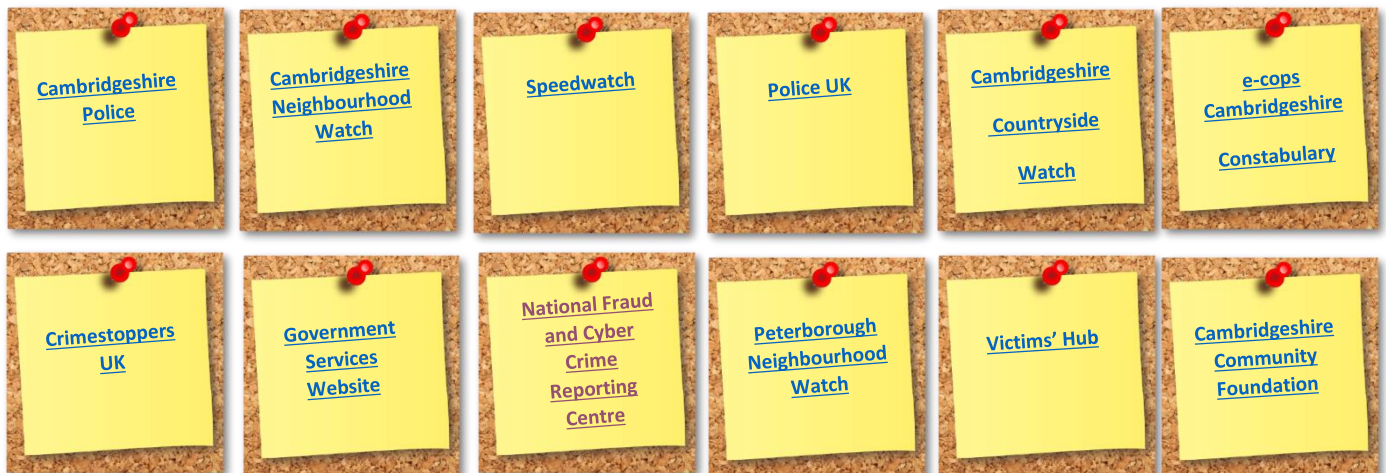 Cambridgeshire
Police
Cambridgeshire
Neighbourhood
Watch
Speedwatch
Police UK
Cambridgeshire
Countryside
Watch
e-cops
Cambridgeshire
Constabulary
Crimestoppers
UK
Government
Services
Website
National Fraud
and Cyber
Crime
Reporting
Centre
Peterborough
Neighbourhood
Watch
Victims’ Hub
Cambridgeshire
Community
Foundation